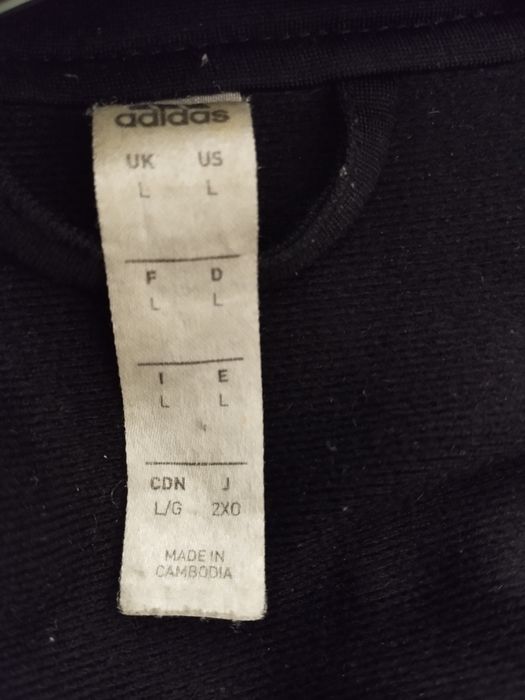 adidas
UK US
L L
F D
L L
I E
L L
CDN J
L/G 2XO
MADE IN
CAMBODIA